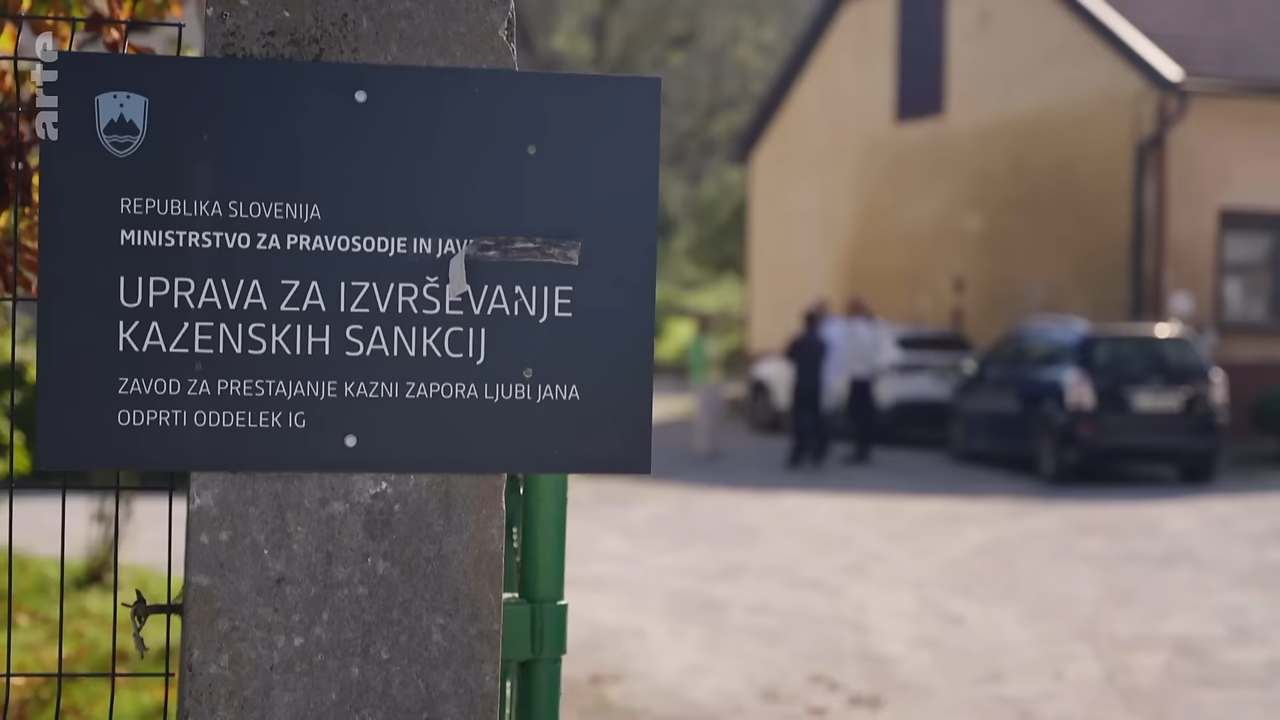 arte
REPUBLIKA SLOVENIJA
MINISTRSTVO ZA PRAVOSODJE IN
UPRAVA ZA IZVRŠEVANJE
KAZENSKIH SANKCIJ
ZAVOD ZA PRESTAJANJE KAZNI ZAPORA LJUBLJANA
ODPRTI ODDELEK IG